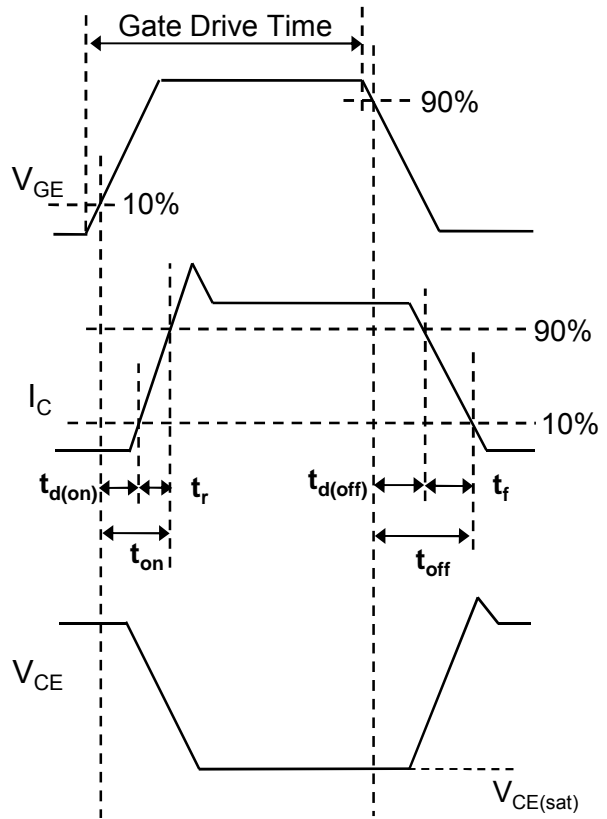 Gate Drive Time
90%
V_GE
10%
90%
I_C
10%
t_d(on)
t_r
t_d(off)
t_f
t_on
t_off
V_CE
V_CE(sat)